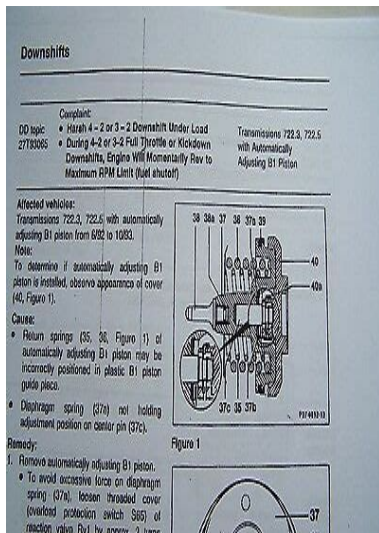 Downshifts
Complaint:
DD topic
27T93065
• Harsh 4 – 2 or 3 – 2 Downshift Under Load
• During 4–2 or 3–2 Full Throttle or Kickdown
Downshifts, Engine Will Momentarily Rev to
Maximum RPM Limit (fuel shutoff)
Transmissions 722.3, 722.5
with Automatically
Adjusting B1 Piston
Affected vehicles:
Transmissions 722.3, 722.5 with automatically
adjusting B1 piston from 6/92 to 10/93.
Note:
To determine if automatically adjusting B1
piston is installed, observe appearance of cover
(40, Figure 1).
Cause:
• Return springs (35, 36, Figure 1) of
automatically adjusting B1 piston may be
incorrectly positioned in plastic B1 piston
guide piece.
• Diaphragm spring (37a) not holding
adjustment position on center pin (37c).
Remedy:
1. Remove automatically adjusting B1 piston.
• To avoid excessive force on diaphragm
spring (37a), loosen threaded cover
(overload protection switch S65) of
reaction valve Rv1 by approx. 2 turns
38 38a 37 36 37a 39
40
40a
37c 35 37b
Figure 1
37